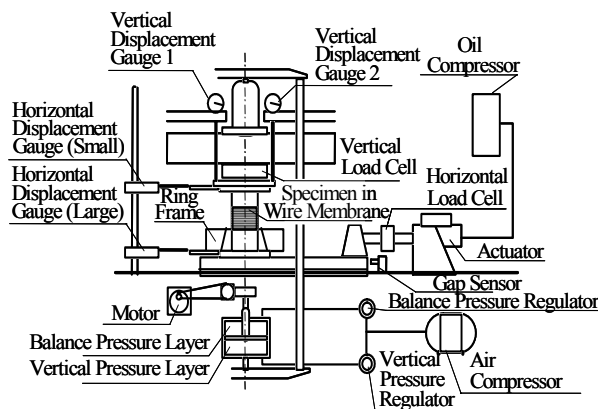 Vertical
Displacement
Gauge 1
Vertical
Displacement
Gauge 2
Oil
Compressor
Horizontal
Displacement
Gauge (Small)
Horizontal
Displacement
Gauge (Large)
Vertical
Load Cell
Horizontal
Load Cell
Specimen in
Wire Membrane
Ring
Frame
Actuator
Gap Sensor
Balance Pressure Regulator
Motor
Balance Pressure Layer
Vertical Pressure Layer
Vertical
Pressure
Regulator
Air
Compressor